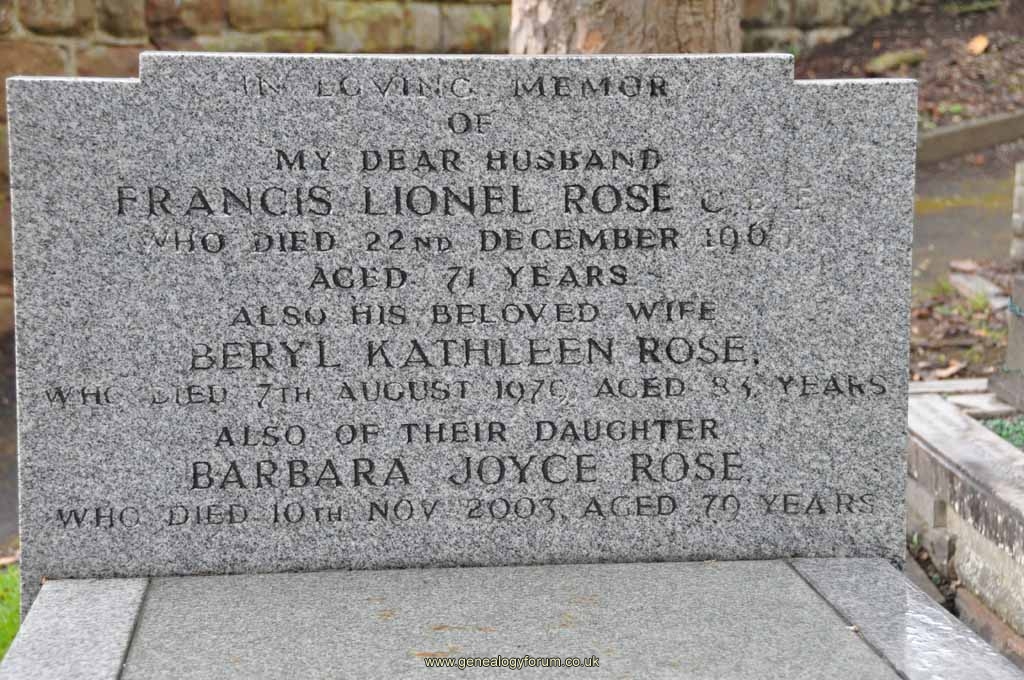 IN LOVING MEMORY
OF
MY DEAR HUSBAND
FRANCIS LIONEL ROSE
WHO DIED 22ND DECEMBER
AGED 71 YEARS
ALSO HIS BELOVED WIFE
BERYL KATHLEEN ROSE,
WHO DIED 7TH AUGUST AGED YEARS
ALSO OF THEIR DAUGHTER
BARBARA JOYCE ROSE,
WHO DIED 10TH NOV 2003, AGED 79 YEARS
www.genealogyforum.co.uk